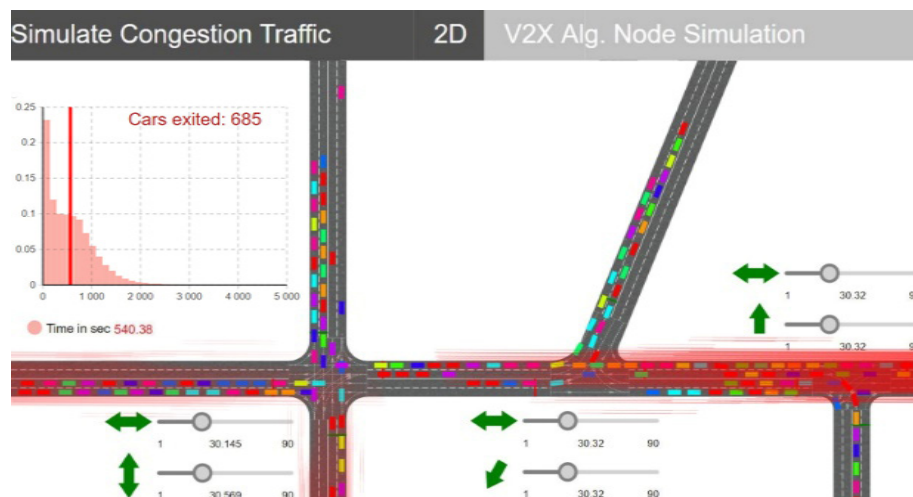 Simulate Congestion Traffic
2D
V2X Alg. Node Simulation
0.25
Cars exited: 685
0.2
0.15
0.1
0.05
0
0 1 000 2 000 3 000 4 000 5 000
Time in sec 540.38
1 30.32 90
1 30.32 90
1 30.145 90
1 30.569 90
1 30.32 90
1 30.32 90